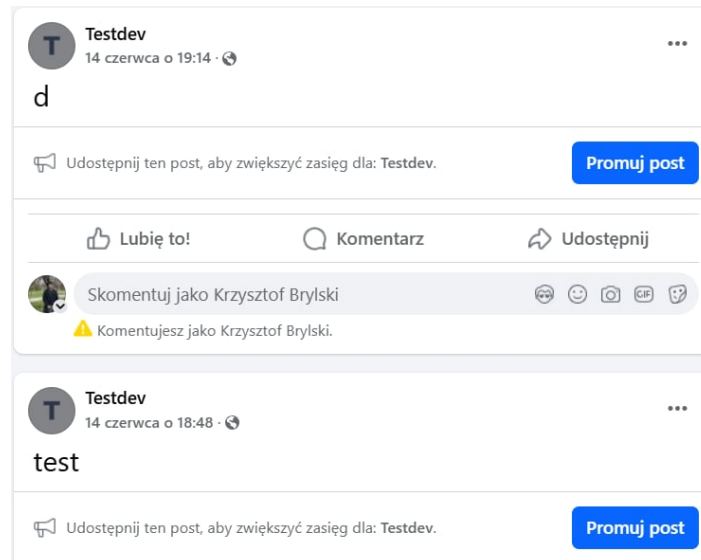 T
Testdev
14 czerwca o 19:14 ·
d
Udostępnij ten post, aby zwiększyć zasięg dla: Testdev.
Promuj post
Lubię to!
Komentarz
Udostępnij
Skomentuj jako Krzysztof Brylski
GIF
Komentujesz jako Krzysztof Brylski.
T
Testdev
14 czerwca o 18:48 ·
test
Udostępnij ten post, aby zwiększyć zasięg dla: Testdev.
Promuj post